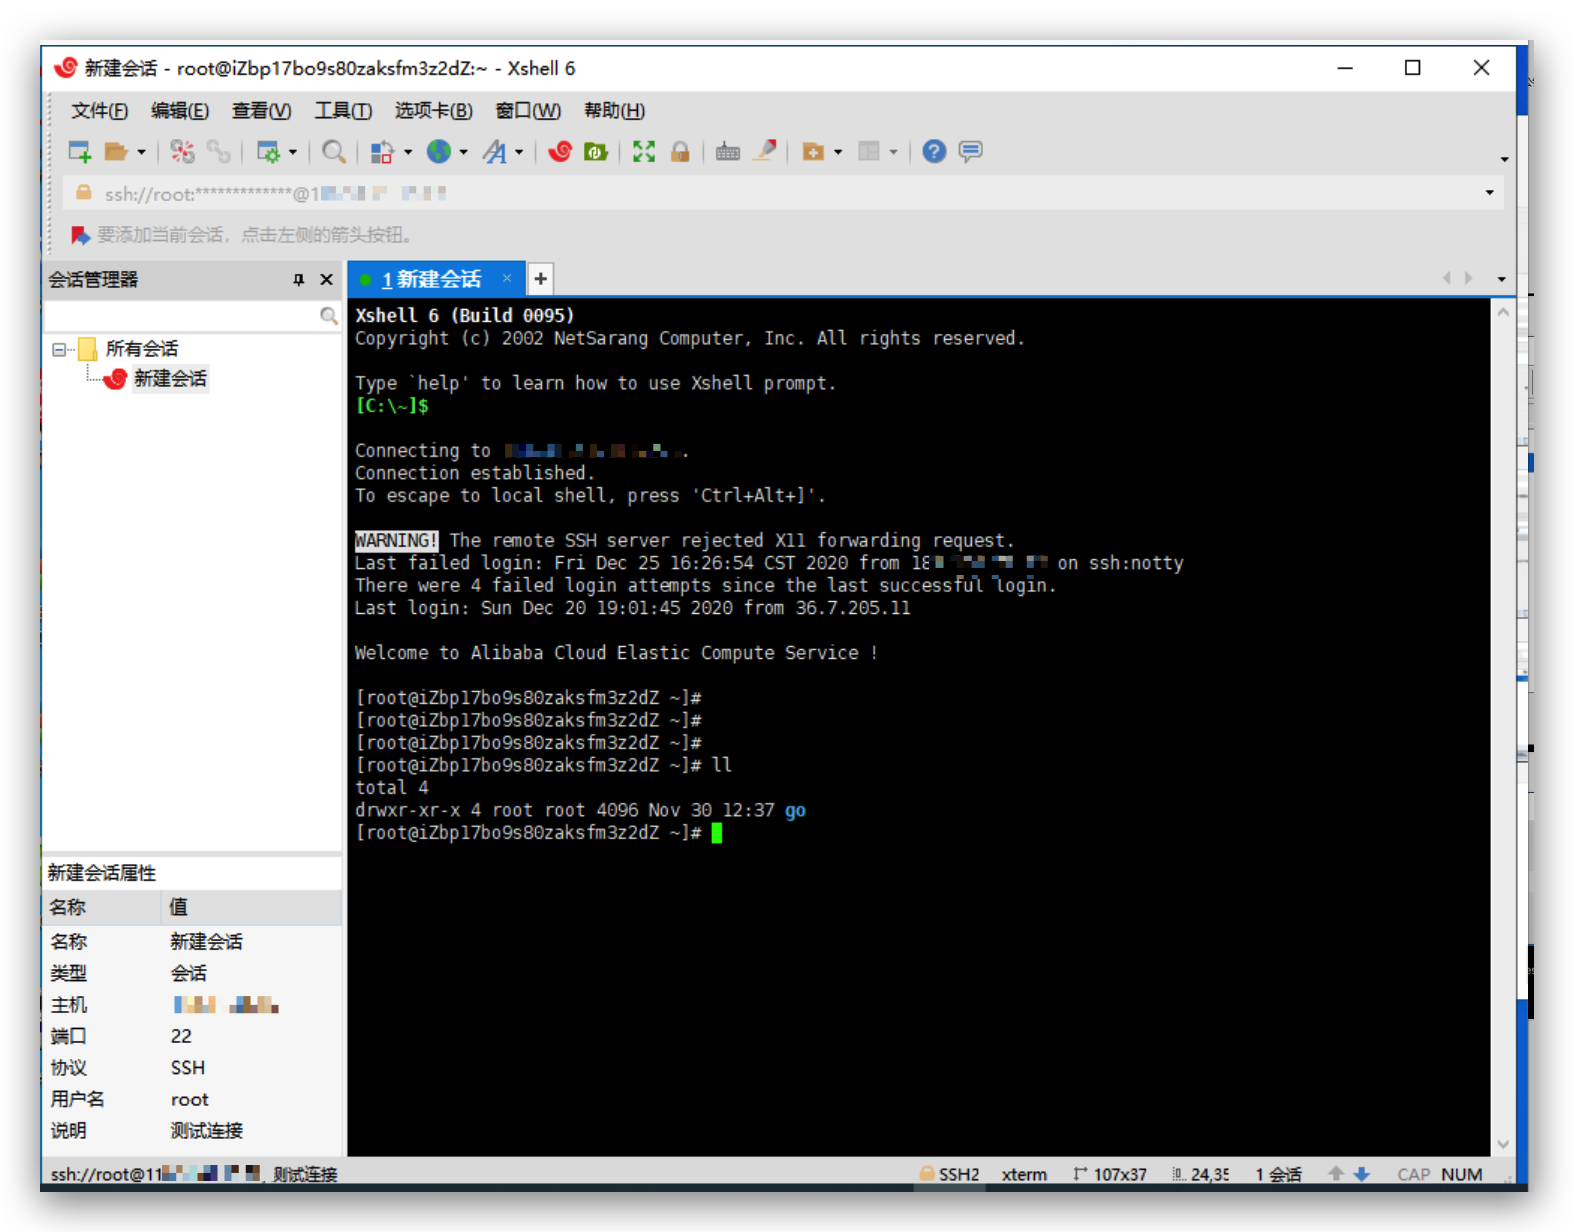 新建会话 - root@iZbp17bo9s80zaksfm3z2dZ:~ - Xshell 6
文件(F) 编辑(E) 查看(V) 工具(T) 选项卡(B) 窗口(W) 帮助(H)
ssh://root:*************@1
要添加当前会话，点击左侧的箭头按钮。
会话管理器
1 新建会话
所有会话
新建会话
Xshell 6 (Build 0095)
Copyright (c) 2002 NetSarang Computer, Inc. All rights reserved.
Type `help' to learn how to use Xshell prompt.
[C:\~]$
Connecting to .
Connection established.
To escape to local shell, press 'Ctrl+Alt+]'.
WARNING! The remote SSH server rejected X11 forwarding request.
Last failed login: Fri Dec 25 16:26:54 CST 2020 from 18 on ssh:notty
There were 4 failed login attempts since the last successful login.
Last login: Sun Dec 20 19:01:45 2020 from 36.7.205.11
Welcome to Alibaba Cloud Elastic Compute Service !
[root@iZbp17bo9s80zaksfm3z2dZ ~]#
[root@iZbp17bo9s80zaksfm3z2dZ ~]#
[root@iZbp17bo9s80zaksfm3z2dZ ~]#
[root@iZbp17bo9s80zaksfm3z2dZ ~]# ll
total 4
drwxr-xr-x 4 root root 4096 Nov 30 12:37 go
[root@iZbp17bo9s80zaksfm3z2dZ ~]#
新建会话属性
名称 值
名称 新建会话
类型 会话
主机
端口 22
协议 SSH
用户名 root
说明 测试连接
ssh://root@11 , 测试连接
SSH2 xterm 107x37 24,35 1 会话 CAP NUM